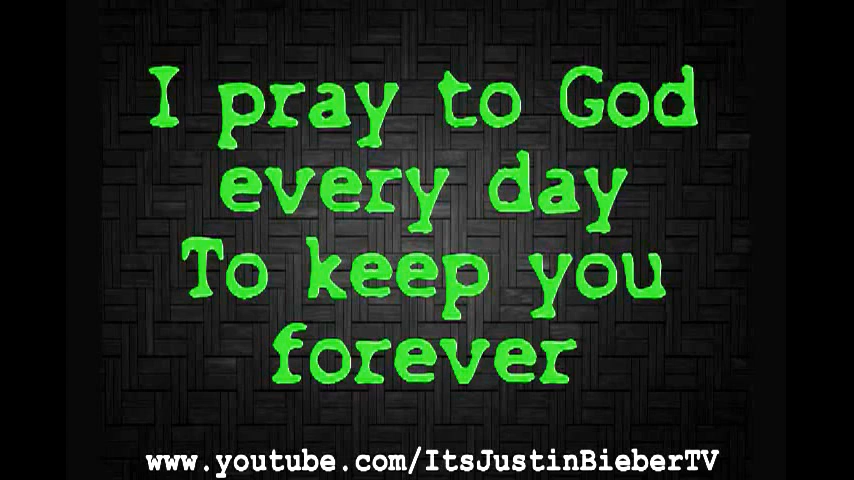 I pray to God
every day
To keep you
forever
www.youtube.com/ItsJustinBieberTV